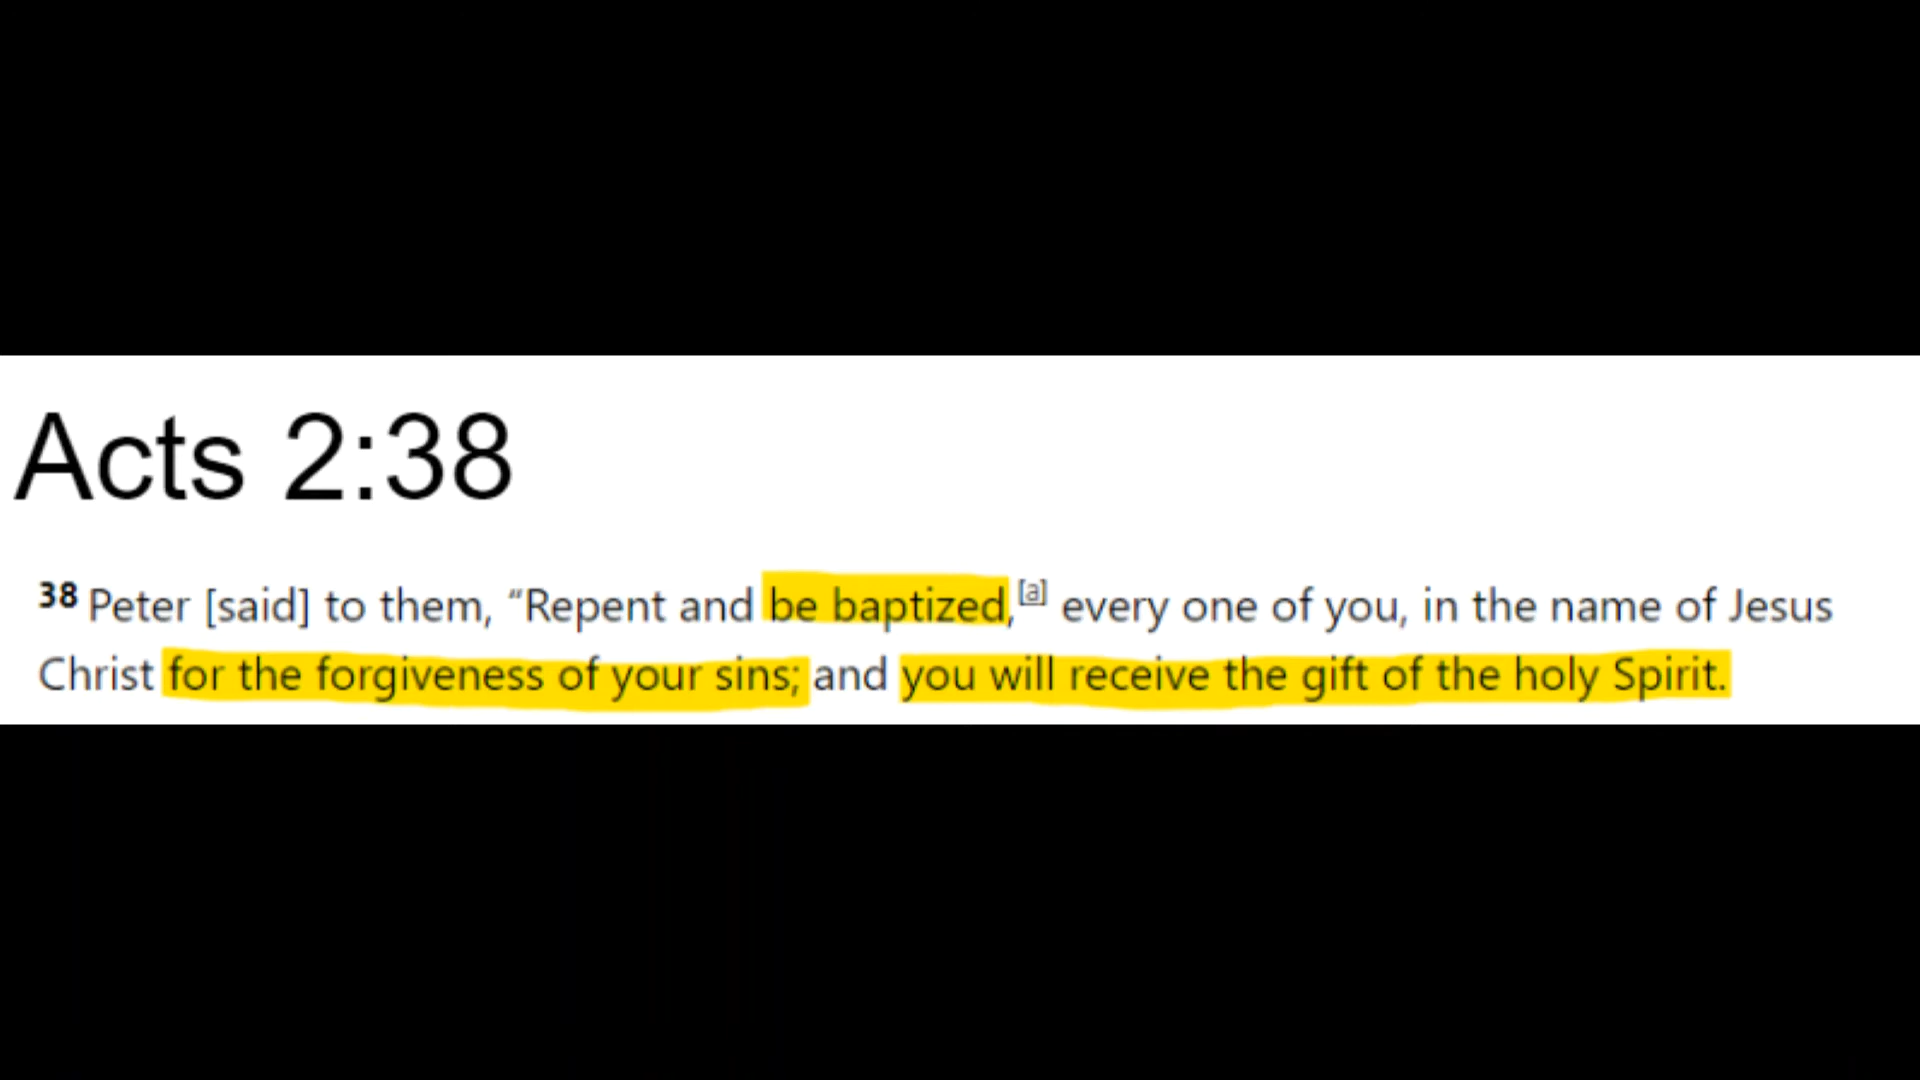 Acts 2:38
38 Peter [said] to them, “Repent and be baptized,[a] every one of you, in the name of Jesus
Christ for the forgiveness of your sins; and you will receive the gift of the holy Spirit.